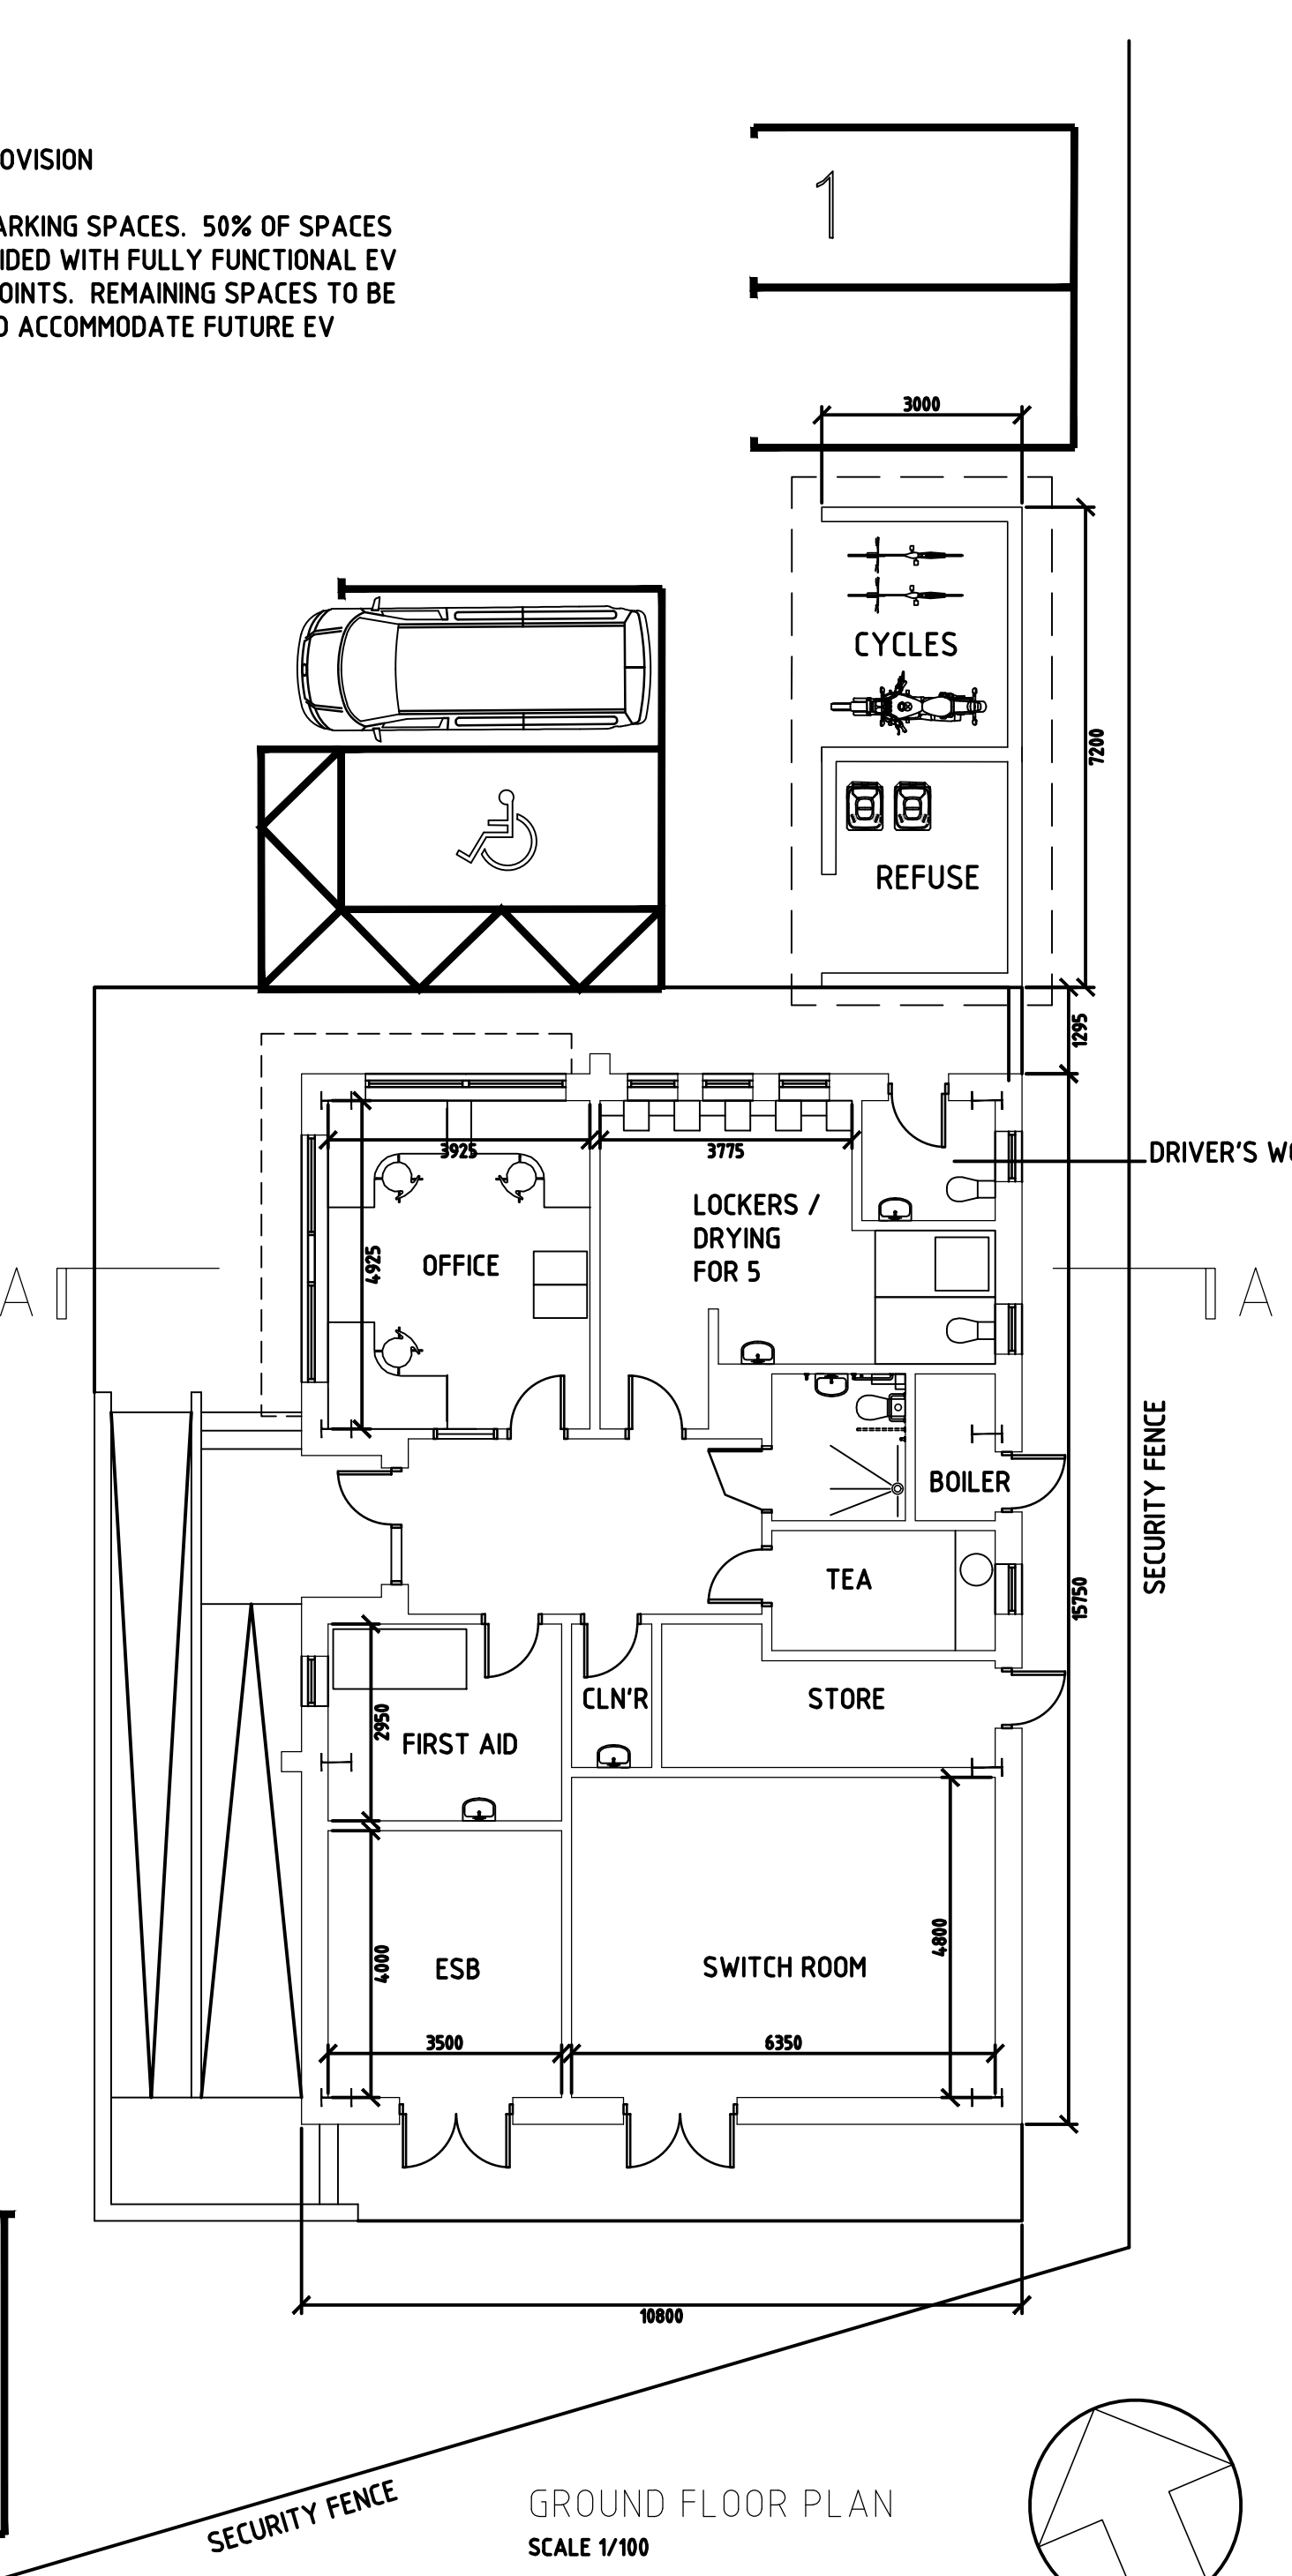 OVISION
ARKING SPACES. 50% OF SPACES
IDED WITH FULLY FUNCTIONAL EV
OINTS. REMAINING SPACES TO BE
O ACCOMMODATE FUTURE EV
1
3000
CYCLES
7200
REFUSE
1295
DRIVER'S W
3925
3775
LOCKERS /
DRYING
FOR 5
OFFICE
4925
A
A
SECURITY FENCE
BOILER
TEA
15750
CLN'R
STORE
2950
FIRST AID
4000
ESB
SWITCH ROOM
4800
3500
6350
10800
SECURITY FENCE
GROUND FLOOR PLAN
SCALE 1/100